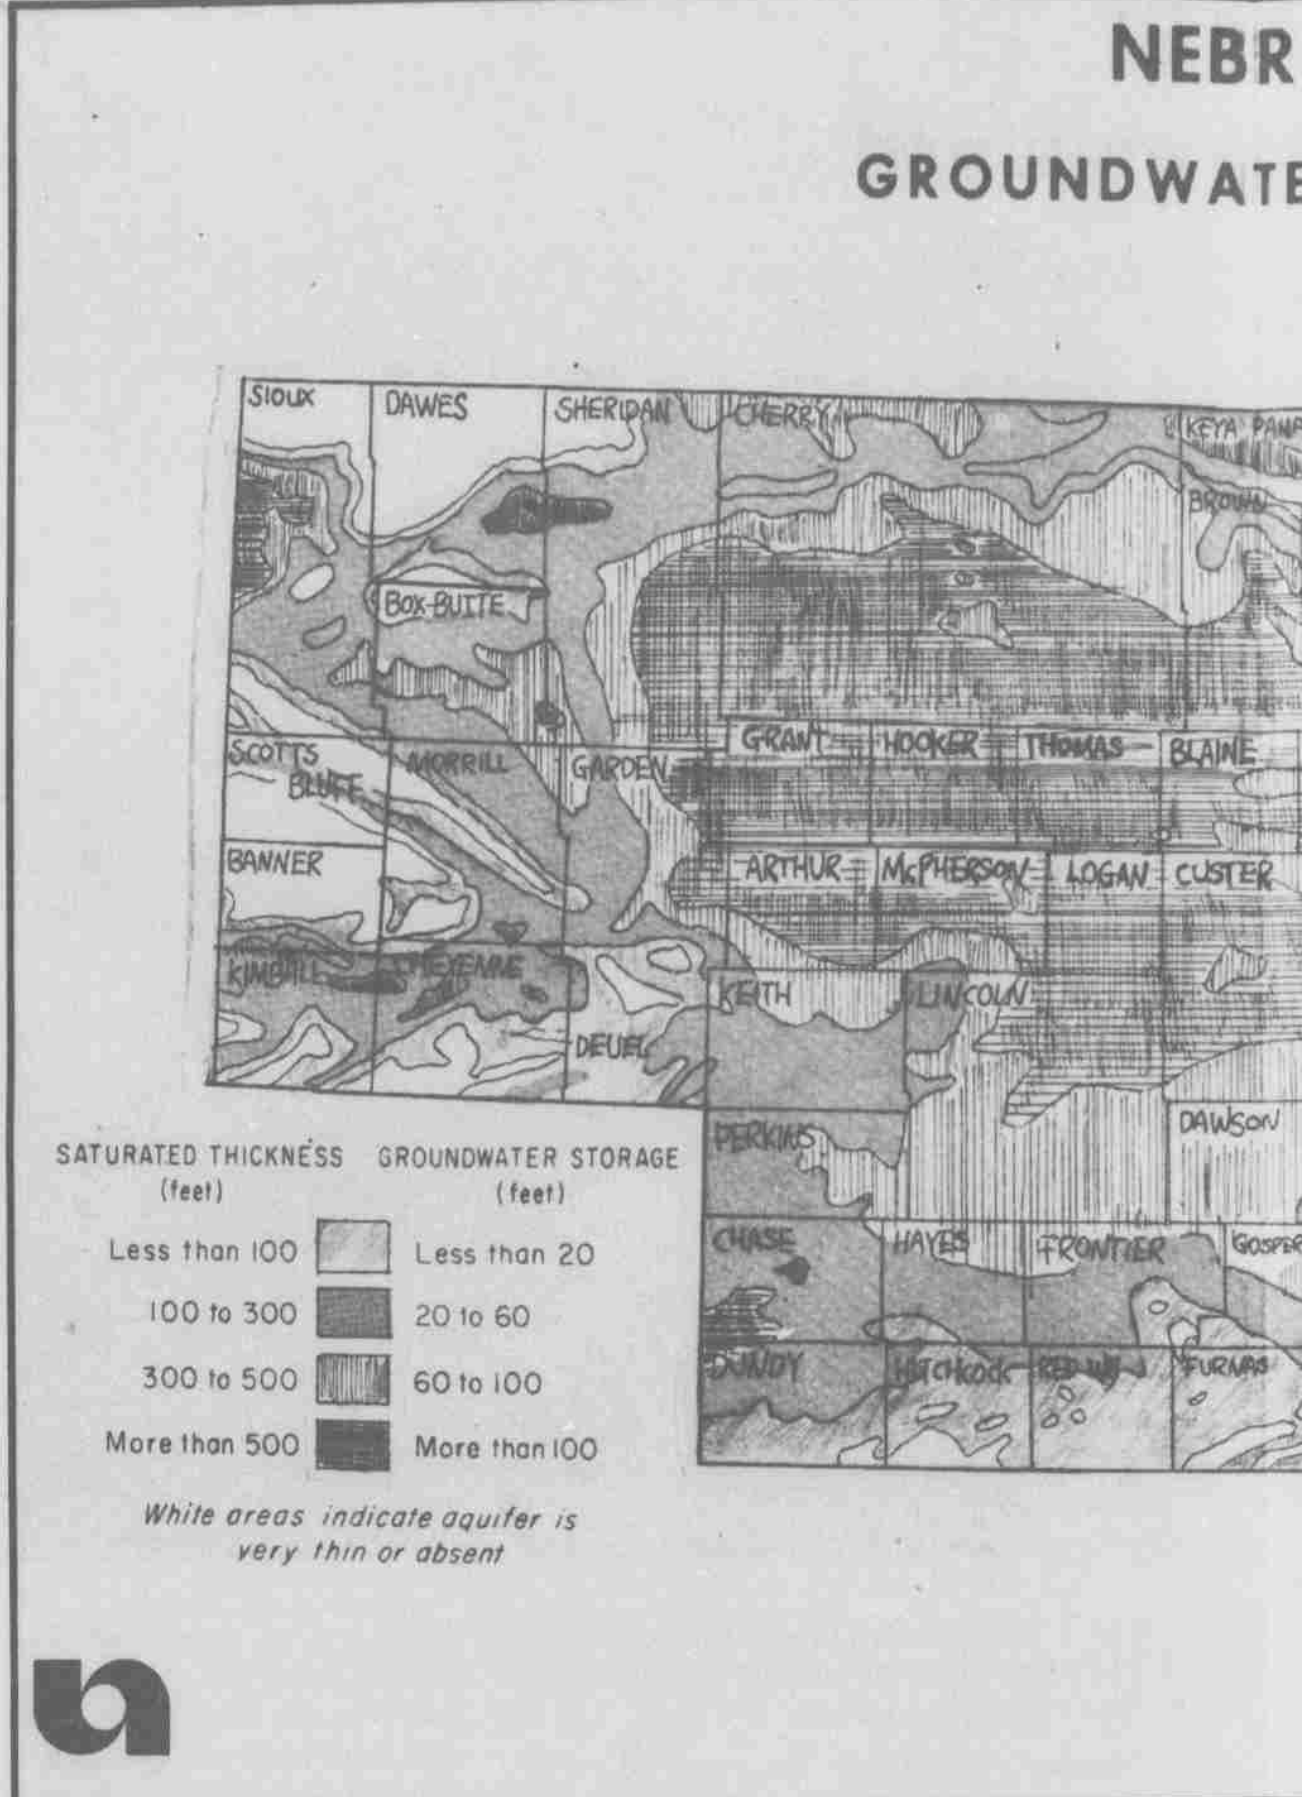 NEBR
GROUNDWATE
SIOUX
DAWES
SHERIDAN
CHERRY
KEYA PAHA
BROWN
BOX-BUTTE
GRANT
HOOKER
THOMAS
BLAINE
SCOTTS
BLUFF
MORRILL
GARDEN
BANNER
ARTHUR
McPHERSON
LOGAN
CUSTER
KIMBALL
CHEYENNE
KEITH
LINCOLN
DEUEL
PERKINS
DAWSON
CHASE
HAYES
FRONTIER
GOSPER
DUNDY
HITCHCOCK
RED W
FURNAS
SATURATED THICKNESS GROUNDWATER STORAGE
(feet) (feet)
Less than 100 Less than 20
100 to 300 20 to 60
300 to 500 60 to 100
More than 500 More than 100
White areas indicate aquifer is
very thin or absent